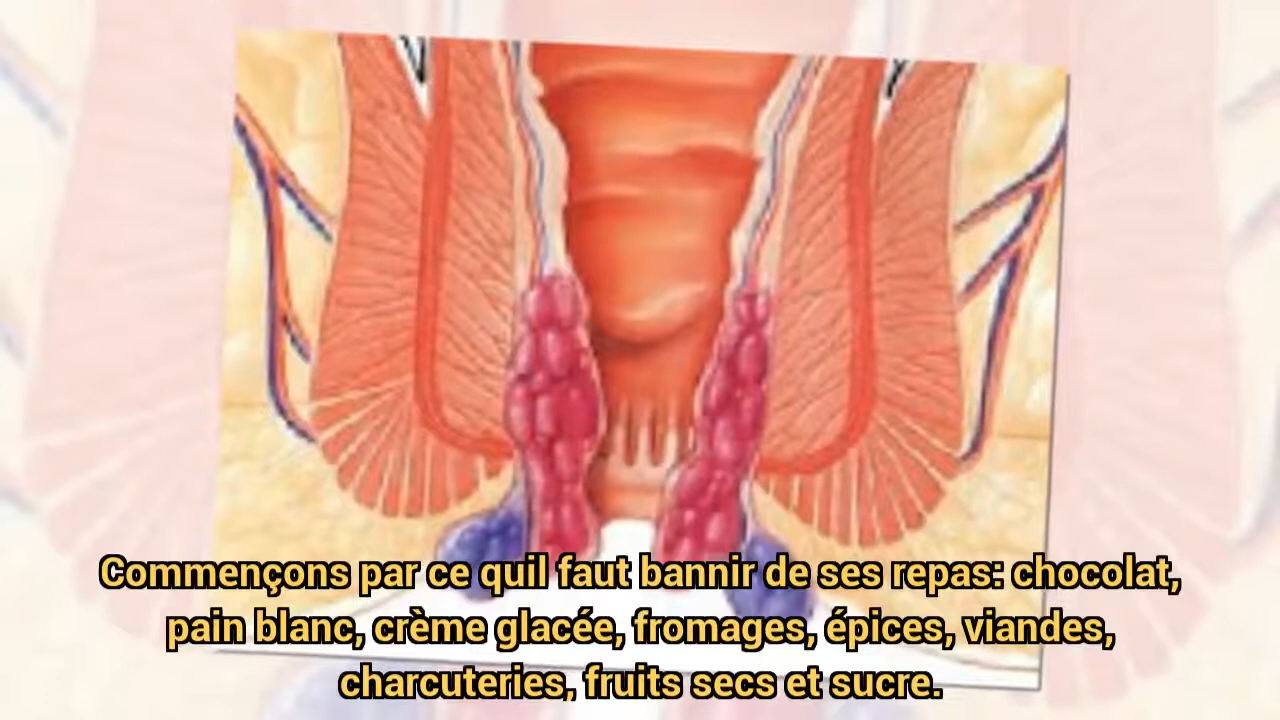 Commençons par ce quil faut bannir de ses repas: chocolat,
pain blanc, crème glacée, fromages, épices, viandes,
charcuteries, fruits secs et sucre.